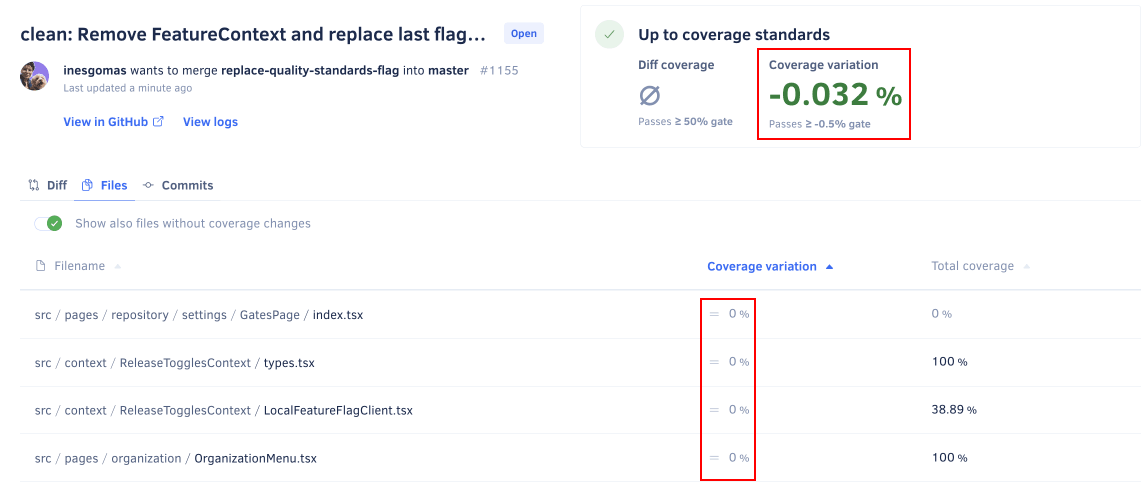 clean: Remove FeatureContext and replace last flag...
Open
inesgomas wants to merge replace-quality-standards-flag into master #1155
Last updated a minute ago
View in GitHub View logs
Up to coverage standards
Diff coverage
∅
Passes ≥ 50% gate
Coverage variation
-0.032 %
Passes ≥ -0.5% gate
Diff Files Commits
Show also files without coverage changes
Filename Coverage variation Total coverage
src / pages / repository / settings / GatesPage / index.tsx = 0 % 0 %
src / context / ReleaseTogglesContext / types.tsx = 0 % 100 %
src / context / ReleaseTogglesContext / LocalFeatureFlagClient.tsx = 0 % 38.89 %
src / pages / organization / OrganizationMenu.tsx = 0 % 100 %